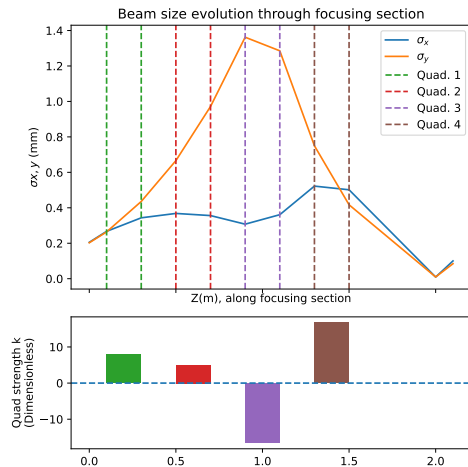 Beam size evolution through focusing section
1.4
1.2
1.0
0.8
0.6
0.4
0.2
0.0
σx, y (mm)
σx
σy
Quad. 1
Quad. 2
Quad. 3
Quad. 4
Z(m), along focusing section
10
0
−10
Quad strength k
(Dimensionless)
0.0 0.5 1.0 1.5 2.0